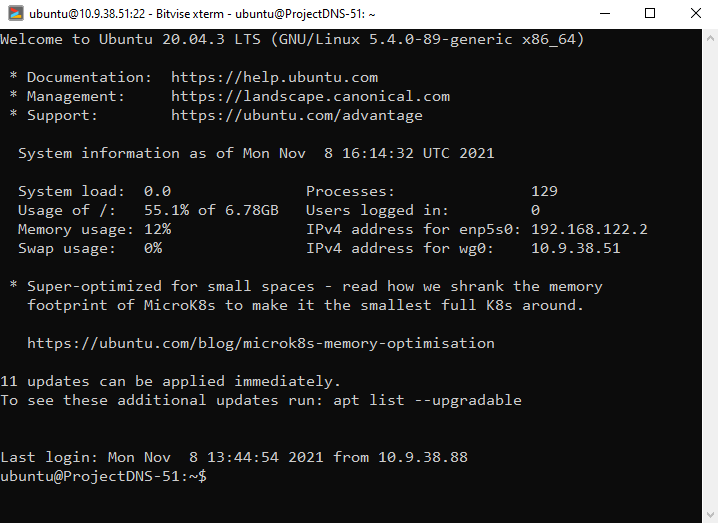 ubuntu@10.9.38.51:22 - Bitvise xterm - ubuntu@ProjectDNS-51: ~
Welcome to Ubuntu 20.04.3 LTS (GNU/Linux 5.4.0-89-generic x86_64)
* Documentation:  https://help.ubuntu.com
* Management:     https://landscape.canonical.com
* Support:        https://ubuntu.com/advantage
System information as of Mon Nov  8 16:14:32 UTC 2021
System load:  0.0               Processes:               129
Usage of /:   55.1% of 6.78GB   Users logged in:         0
Memory usage: 12%               IPv4 address for enp5s0: 192.168.122.2
Swap usage:   0%                IPv4 address for wg0:    10.9.38.51
* Super-optimized for small spaces - read how we shrank the memory
footprint of MicroK8s to make it the smallest full K8s around.
https://ubuntu.com/blog/microk8s-memory-optimisation
11 updates can be applied immediately.
To see these additional updates run: apt list --upgradable
Last login: Mon Nov  8 13:44:54 2021 from 10.9.38.88
ubuntu@ProjectDNS-51:~$